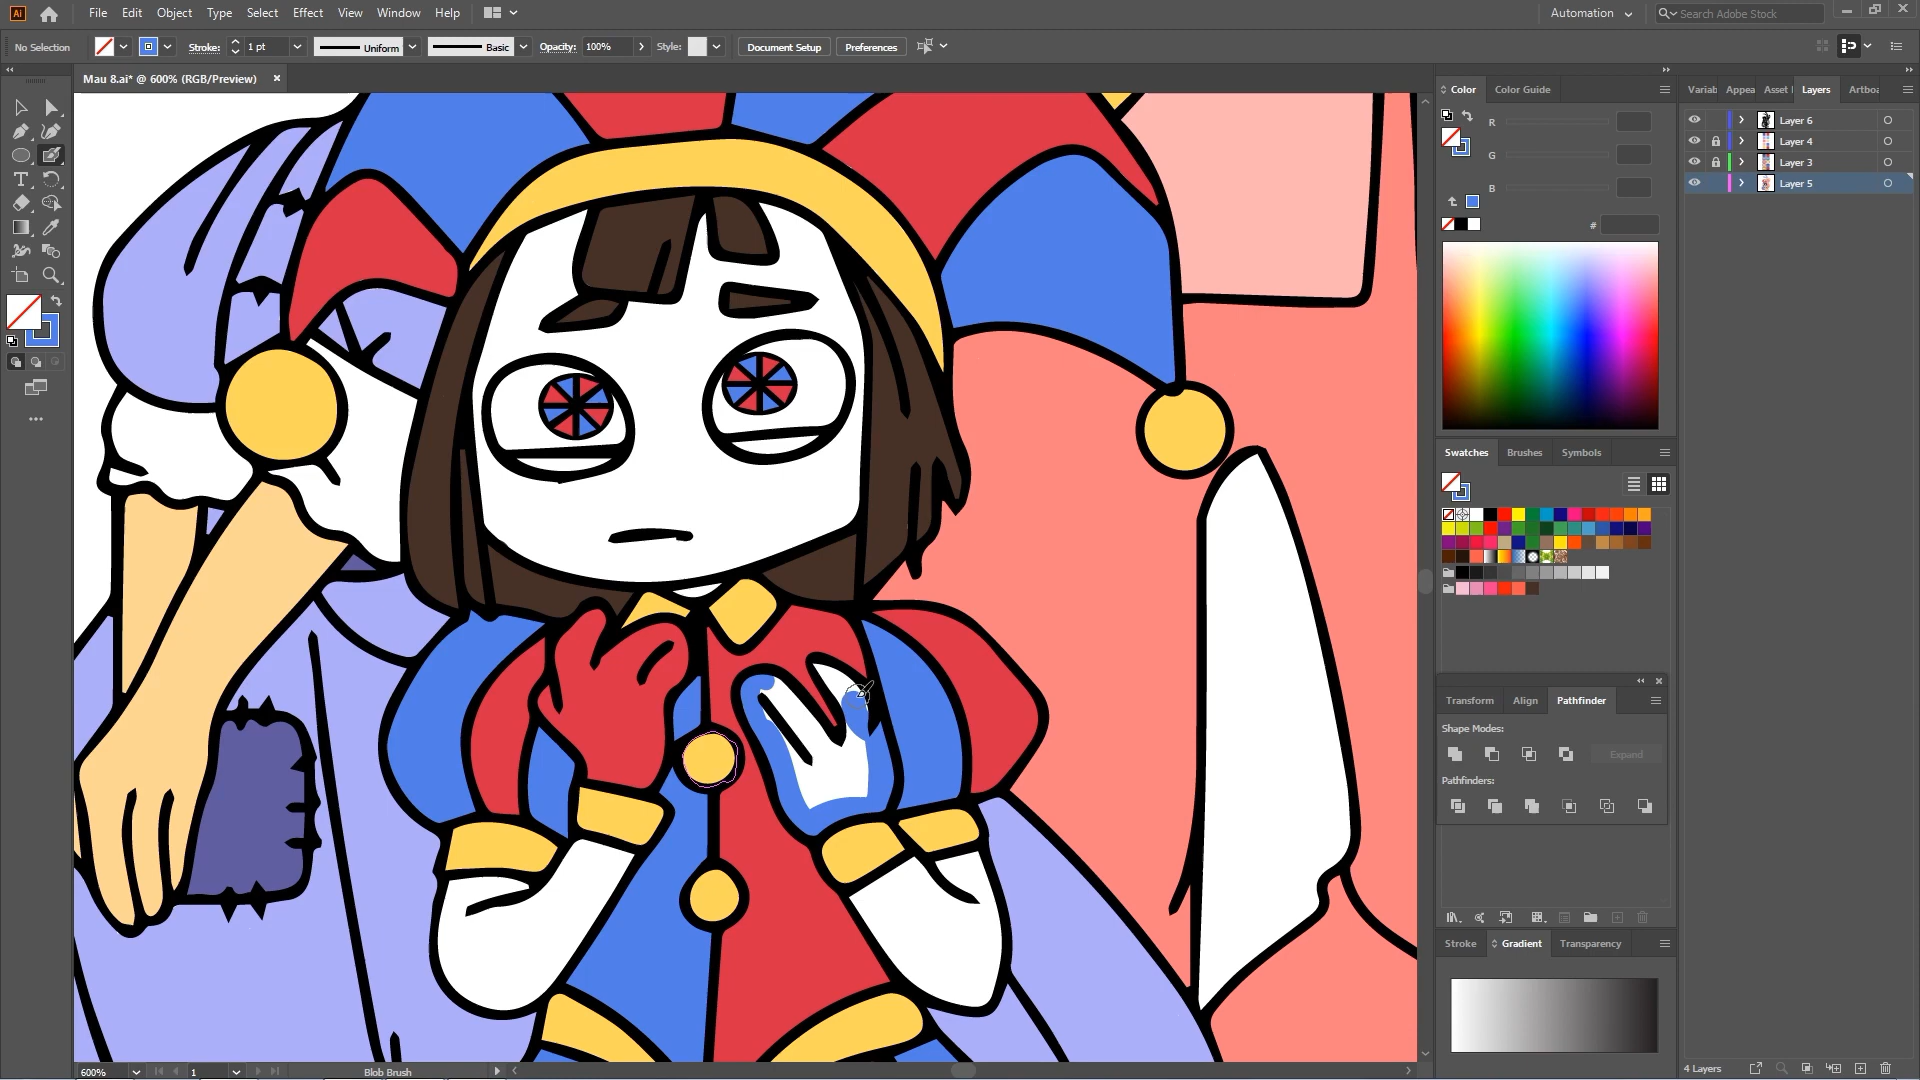 Ai File Edit Object Type Select Effect View Window Help Automation Search Adobe Stock
No Selection Stroke: 1 pt Uniform Basic Opacity: 100% Style: Document Setup Preferences
Mau 8.ai* @ 600% (RGB/Preview)
Color Color Guide
Variab Appea Asset Layers Artboa
R
G
B
#
Layer 6
Layer 4
Layer 3
Layer 5
Swatches Brushes Symbols
Transform Align Pathfinder
Shape Modes:
Expand
Pathfinders:
Stroke Gradient Transparency
600% 1 Blob Brush
4 Layers